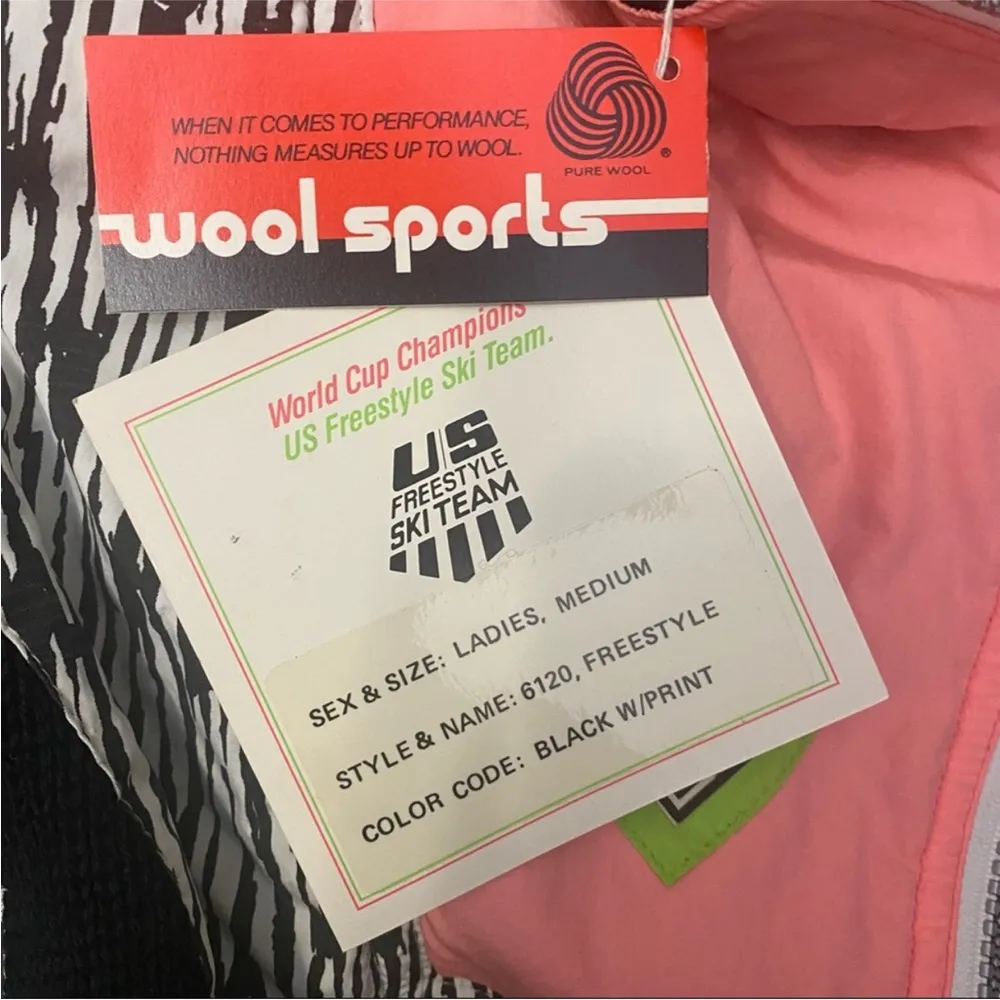 WHEN IT COMES TO PERFORMANCE,
NOTHING MEASURES UP TO WOOL.
®
PURE WOOL
wool sports
World Cup Champions
US Freestyle Ski Team.
U/S
FREESTYLE
SKI TEAM
SEX & SIZE: LADIES, MEDIUM
STYLE & NAME: 6120, FREESTYLE
COLOR CODE: BLACK W/PRINT